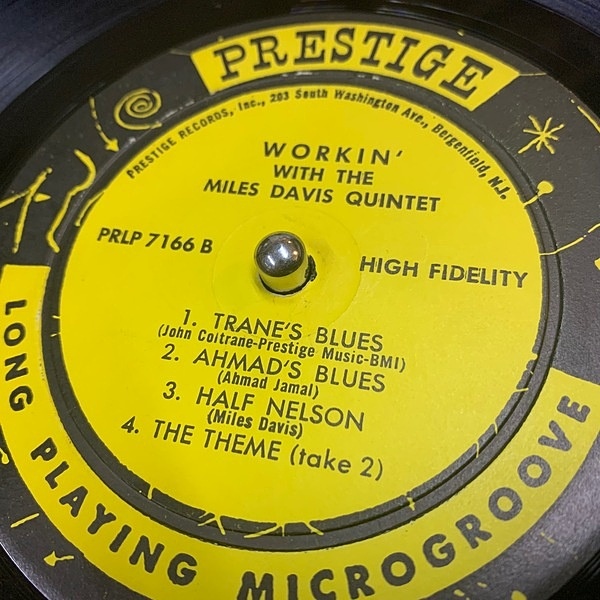 PRESTIGE
PRESTIGE RECORDS, Inc., 203 South Washington Ave., Bergenfield, N.J.
WORKIN'
WITH THE
MILES DAVIS QUINTET
PRLP 7166 B
HIGH FIDELITY
1. TRANE'S BLUES
(John Coltrane-Prestige Music-BMI)
2. AHMAD'S BLUES
(Ahmad Jamal)
3. HALF NELSON
(Miles Davis)
4. THE THEME (take 2)
LONG PLAYING MICROGROOVE